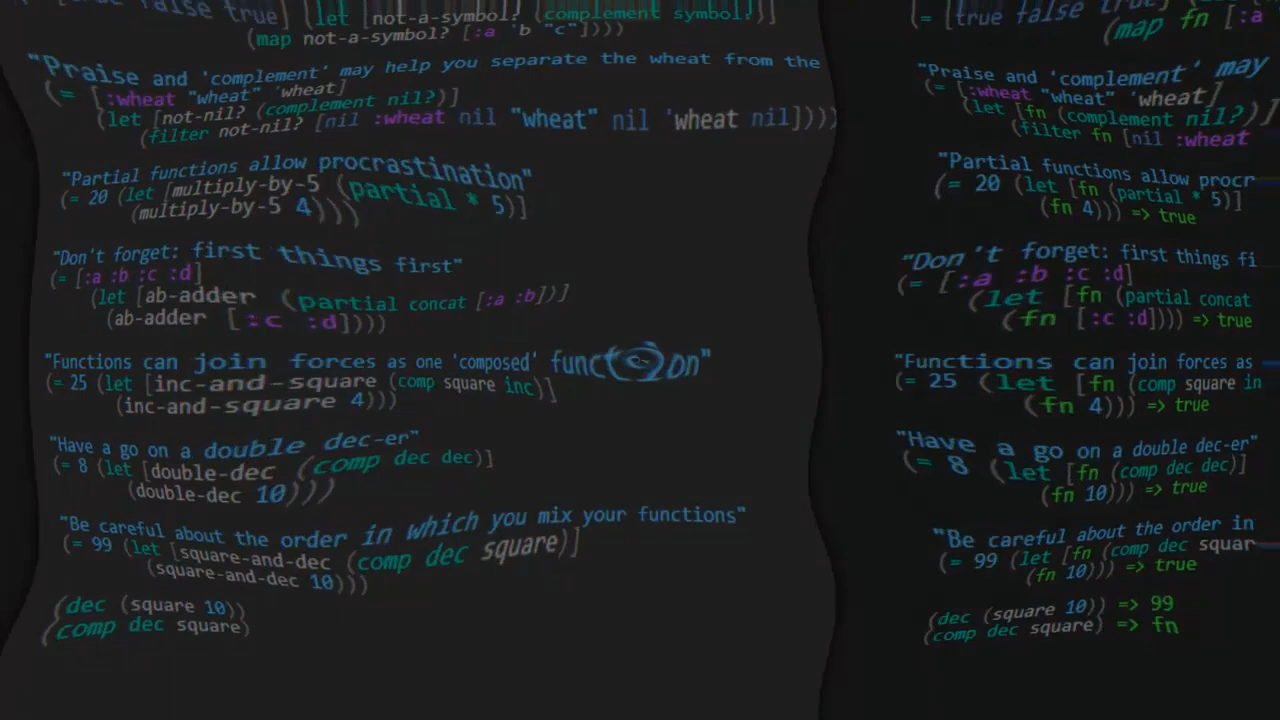 true false true] (let [not-a-symbol? (complement symbol?)]
(map not-a-symbol? [:a 'b "c"])))
"Praise and 'complement' may help you separate the wheat from the
(= [:wheat "wheat" 'wheat]
(let [not-nil? (complement nil?)]
(filter not-nil? [nil :wheat nil "wheat" nil 'wheat nil])))
"Partial functions allow procrastination"
(= 20 (let [multiply-by-5 (partial * 5)]
(multiply-by-5 4)))
"Don't forget: first things first"
(= [:a :b :c :d]
(let [ab-adder (partial concat [:a :b])]
(ab-adder [:c :d])))
"Functions can join forces as one 'composed' function"
(= 25 (let [inc-and-square (comp square inc)]
(inc-and-square 4)))
"Have a go on a double dec-er"
(= 8 (let [double-dec (comp dec dec)]
(double-dec 10)))
"Be careful about the order in which you mix your functions"
(= 99 (let [square-and-dec (comp dec square)]
(square-and-dec 10)))
(dec (square 10))
(comp dec square)
(= [true false true]
(map fn [:a
"Praise and 'complement' may
(= [:wheat "wheat" 'wheat]
(let [fn (complement nil?)]
(filter fn [nil :wheat
"Partial functions allow procr
(= 20 (let [fn (partial * 5)]
(fn 4))) => true
"Don't forget: first things fi
(= [:a :b :c :d]
(let [fn (partial concat
(fn [:c :d]))) => true
"Functions can join forces as
(= 25 (let [fn (comp square in
(fn 4))) => true
"Have a go on a double dec-er"
(= 8 (let [fn (comp dec dec)]
(fn 10))) => true
"Be careful about the order in
(= 99 (let [fn (comp dec squar
(fn 10))) => true
(dec (square 10)) => 99
(comp dec square) => fn